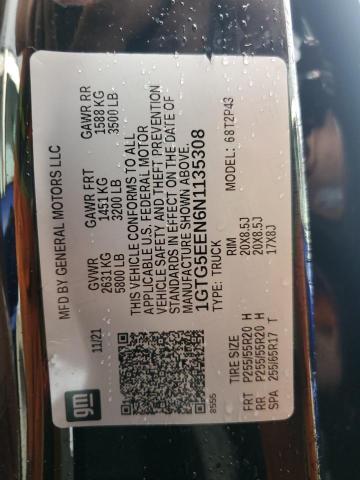 MFD BY GENERAL MOTORS LLC
11/21
GVWR GAWR FRT GAWR RR
2631 KG 1451 KG 1588 KG
5800 LB 3200 LB 3500 LB
THIS VEHICLE CONFORMS TO ALL
APPLICABLE U.S. FEDERAL MOTOR
VEHICLE SAFETY AND THEFT PREVENTION
STANDARDS IN EFFECT ON THE DATE OF
MANUFACTURE SHOWN ABOVE.
1GTG5EEN6N1135308
TYPE: TRUCK MODEL: 68T2P43
gm
8555
TIRE SIZE RIM
FRT P255/55R20 H 20X8.5J
RR P255/55R20 H 20X8.5J
SPA 255/65R17 T 17X8J